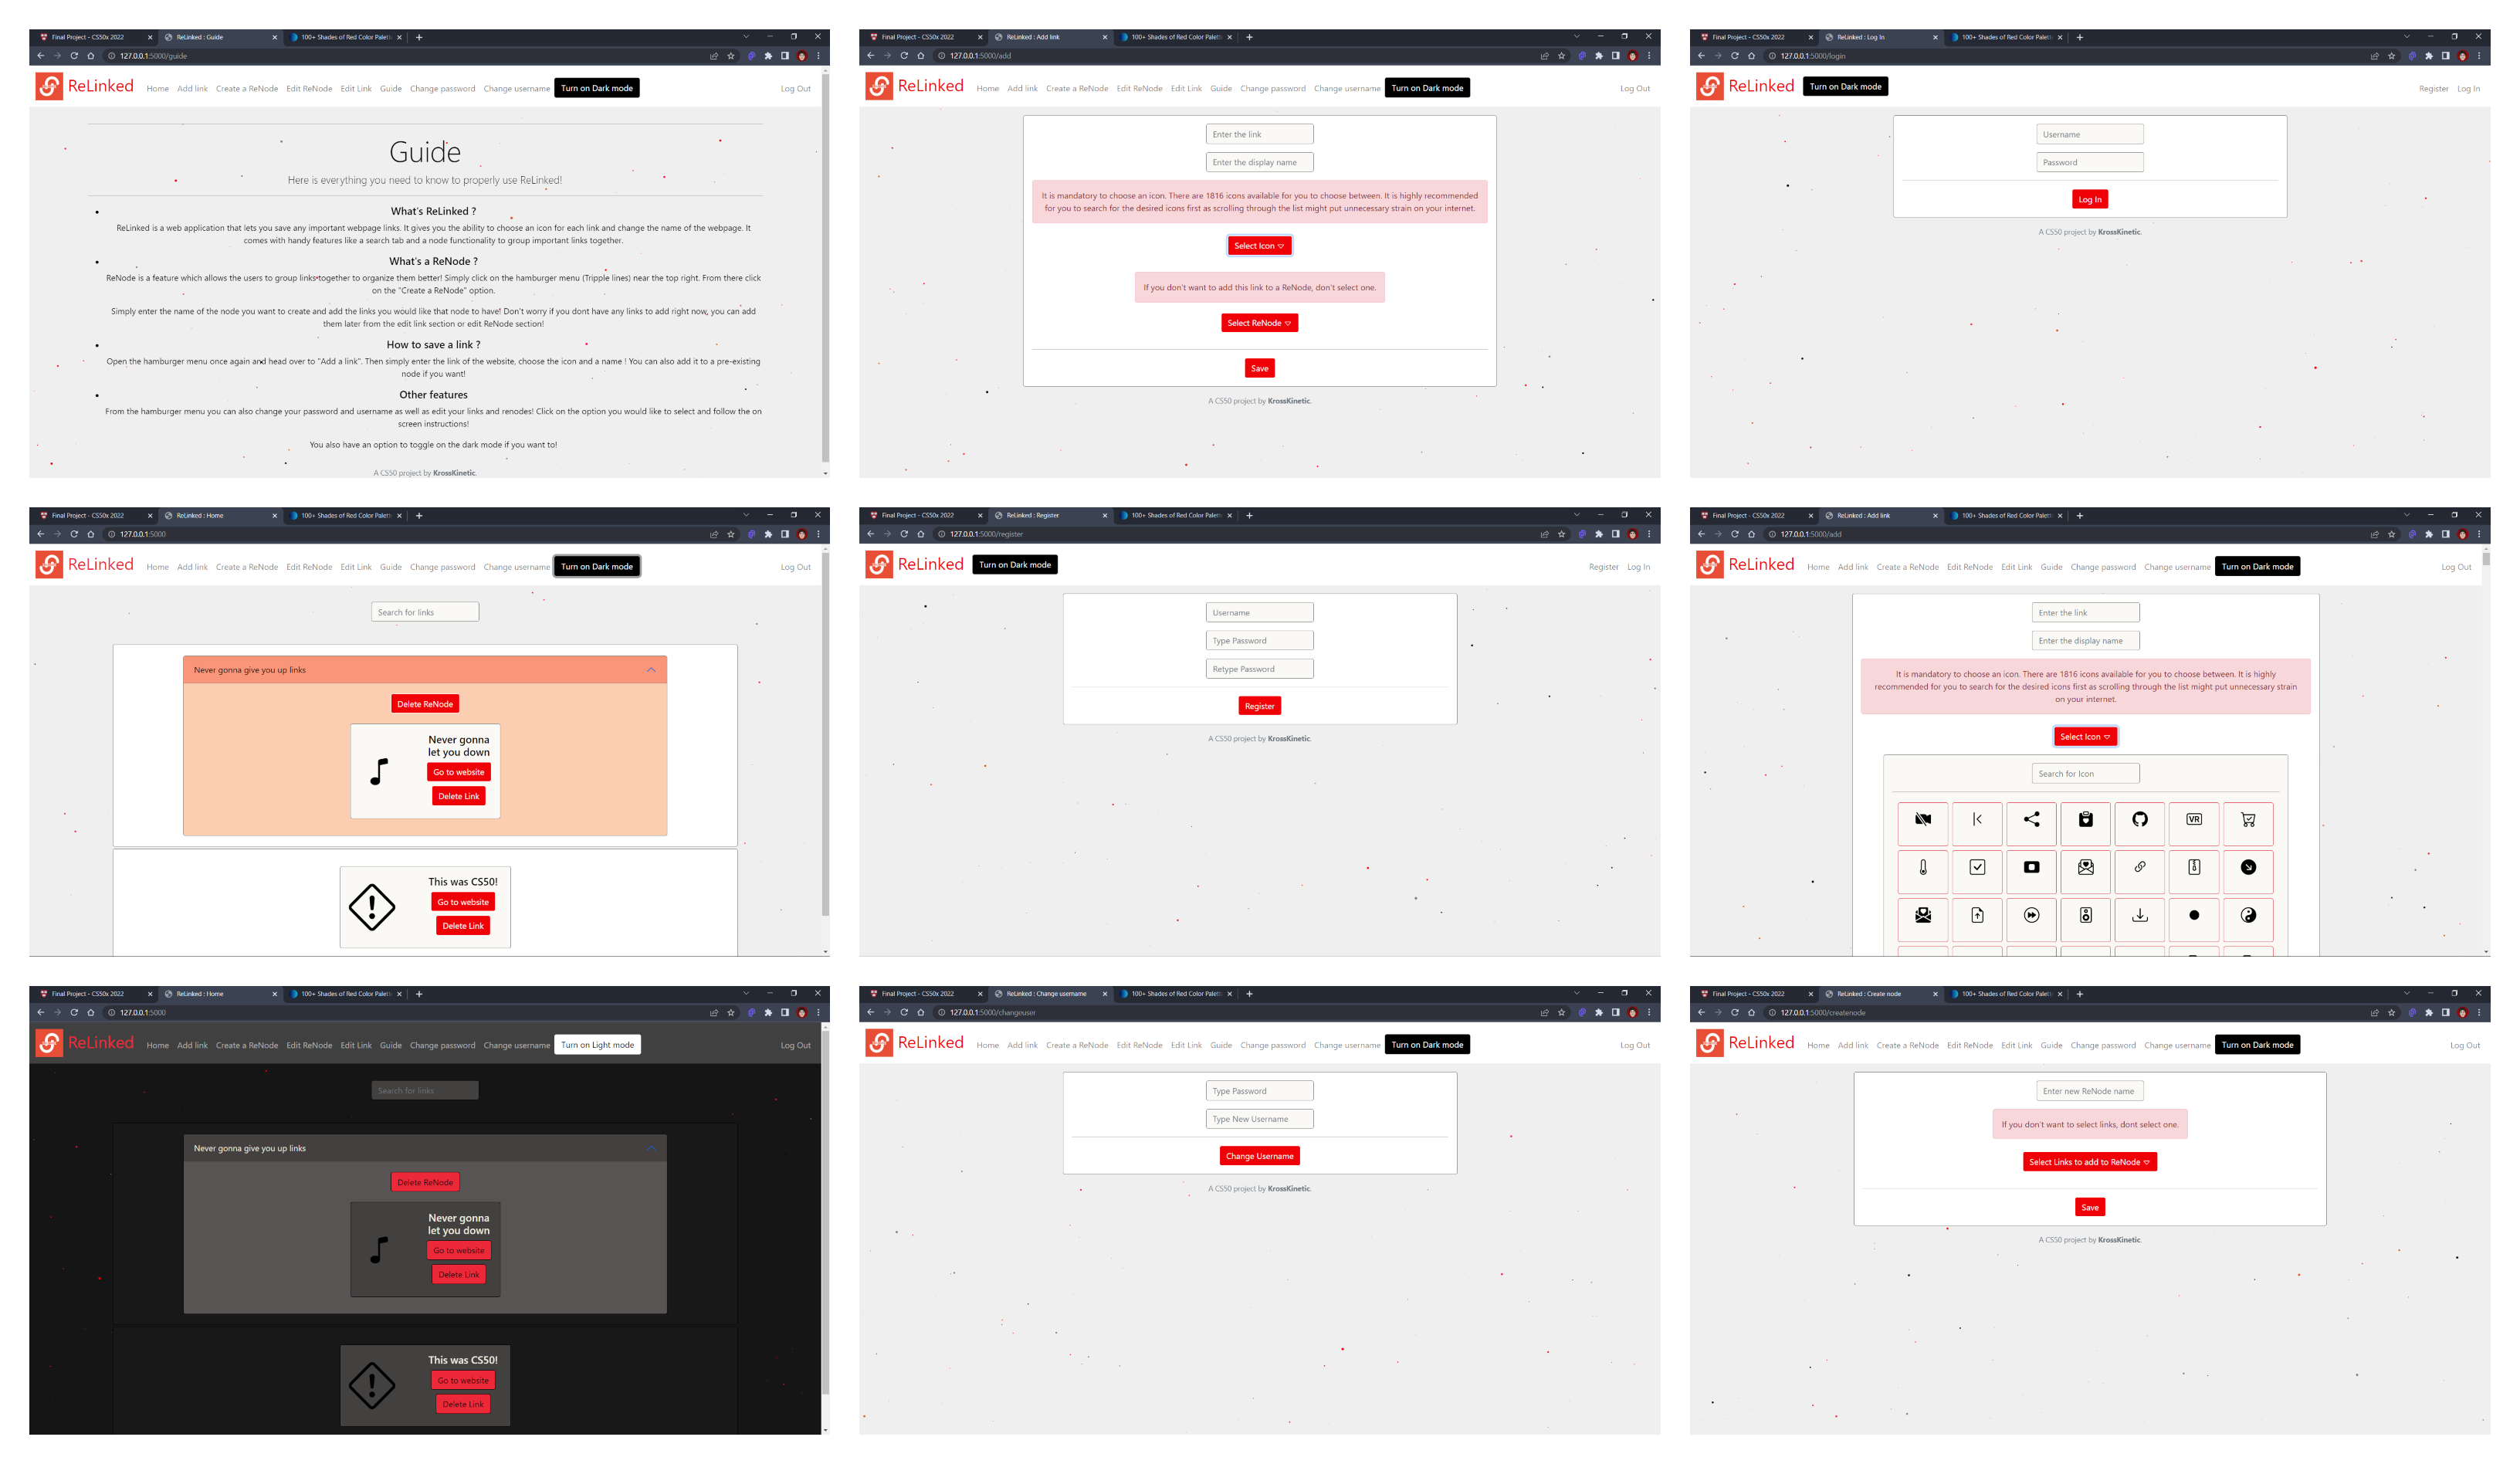 Final Project - CS50x 2022
ReLinked : Guide
100+ Shades of Red Color Palett
127.0.0.1:5000/guide
ReLinked Home Add link Create a ReNode Edit ReNode Edit Link Guide Change password Change username Turn on Dark mode Log Out
Guide
Here is everything you need to know to properly use ReLinked!
What's ReLinked ?
ReLinked is a web application that lets you save any important webpage links. It gives you the ability to choose an icon for each link and change the name of the webpage. It
comes with handy features like a search tab and a node functionality to group important links together.
What's a ReNode ?
ReNode is a feature which allows the users to group links together to organize them better! Simply click on the hamburger menu (Tripple lines) near the top right. From there click
on the "Create a ReNode" option.
Simply enter the name of the node you want to create and add the links you would like that node to have! Don't worry if you dont have any links to add right now, you can add
them later from the edit link section or edit ReNode section!
How to save a link ?
Open the hamburger menu once again and head over to "Add a link". Then simply enter the link of the website, choose the icon and a name ! You can also add it to a pre-existing
node if you want!
Other features
From the hamburger menu you can also change your password and username as well as edit your links and renodes! Click on the option you would like to select and follow the on
screen instructions!
You also have an option to toggle on the dark mode if you want to!
A CS50 project by KrossKinetic.
Final Project - CS50x 2022
ReLinked : Add link
100+ Shades of Red Color Palett
127.0.0.1:5000/add
ReLinked Home Add link Create a ReNode Edit ReNode Edit Link Guide Change password Change username Turn on Dark mode Log Out
Enter the link
Enter the display name
It is mandatory to choose an icon. There are 1816 icons available for you to choose between. It is highly recommended
for you to search for the desired icons first as scrolling through the list might put unnecessary strain on your internet.
Select Icon
If you don't want to add this link to a ReNode, don't select one.
Select ReNode
Save
A CS50 project by KrossKinetic.
Final Project - CS50x 2022
ReLinked : Log In
100+ Shades of Red Color Palett
127.0.0.1:5000/login
ReLinked Turn on Dark mode Register Log In
Username
Password
Log In
A CS50 project by KrossKinetic.
Final Project - CS50x 2022
ReLinked : Home
100+ Shades of Red Color Palett
127.0.0.1:5000
ReLinked Home Add link Create a ReNode Edit ReNode Edit Link Guide Change password Change username Turn on Dark mode Log Out
Search for links
Never gonna give you up links
Delete ReNode
Never gonna
let you down
Go to website
Delete Link
This was CS50!
Go to website
Delete Link
Final Project - CS50x 2022
ReLinked : Register
100+ Shades of Red Color Palett
127.0.0.1:5000/register
ReLinked Turn on Dark mode Register Log In
Username
Type Password
Retype Password
Register
A CS50 project by KrossKinetic.
Final Project - CS50x 2022
ReLinked : Add link
100+ Shades of Red Color Palett
127.0.0.1:5000/add
ReLinked Home Add link Create a ReNode Edit ReNode Edit Link Guide Change password Change username Turn on Dark mode Log Out
Enter the link
Enter the display name
It is mandatory to choose an icon. There are 1816 icons available for you to choose between. It is highly
recommended for you to search for the desired icons first as scrolling through the list might put unnecessary strain
on your internet.
Select Icon
Search for Icon
VR
Final Project - CS50x 2022
ReLinked : Home
100+ Shades of Red Color Palett
127.0.0.1:5000
ReLinked Home Add link Create a ReNode Edit ReNode Edit Link Guide Change password Change username Turn on Light mode Log Out
Search for links
Never gonna give you up links
Delete ReNode
Never gonna
let you down
Go to website
Delete Link
This was CS50!
Go to website
Delete Link
Final Project - CS50x 2022
ReLinked : Change username
100+ Shades of Red Color Palett
127.0.0.1:5000/changeuser
ReLinked Home Add link Create a ReNode Edit ReNode Edit Link Guide Change password Change username Turn on Dark mode Log Out
Type Password
Type New Username
Change Username
A CS50 project by KrossKinetic.
Final Project - CS50x 2022
ReLinked : Create node
100+ Shades of Red Color Palett
127.0.0.1:5000/createnode
ReLinked Home Add link Create a ReNode Edit ReNode Edit Link Guide Change password Change username Turn on Dark mode Log Out
Enter new ReNode name
If you don't want to select links, dont select one.
Select Links to add to ReNode
Save
A CS50 project by KrossKinetic.